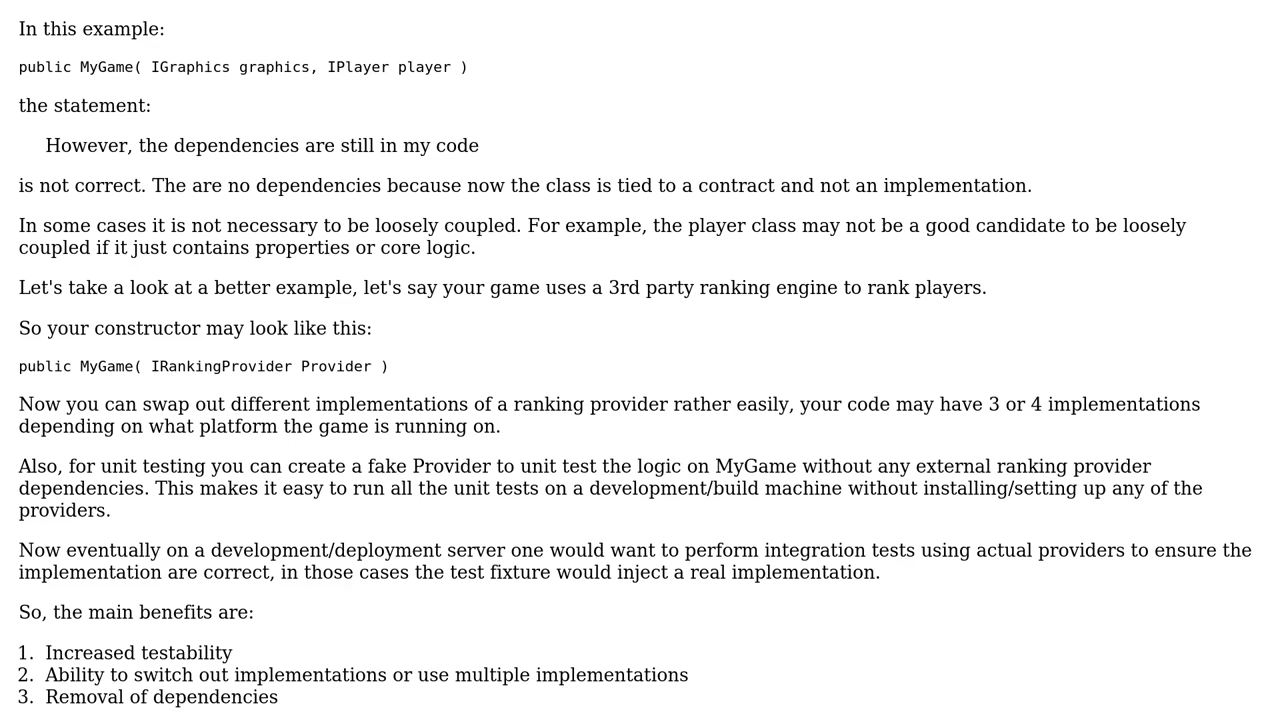 In this example:
public MyGame( IGraphics graphics, IPlayer player )
the statement:
However, the dependencies are still in my code
is not correct. The are no dependencies because now the class is tied to a contract and not an implementation.
In some cases it is not necessary to be loosely coupled. For example, the player class may not be a good candidate to be loosely
coupled if it just contains properties or core logic.
Let's take a look at a better example, let's say your game uses a 3rd party ranking engine to rank players.
So your constructor may look like this:
public MyGame( IRankingProvider Provider )
Now you can swap out different implementations of a ranking provider rather easily, your code may have 3 or 4 implementations
depending on what platform the game is running on.
Also, for unit testing you can create a fake Provider to unit test the logic on MyGame without any external ranking provider
dependencies. This makes it easy to run all the unit tests on a development/build machine without installing/setting up any of the
providers.
Now eventually on a development/deployment server one would want to perform integration tests using actual providers to ensure the
implementation are correct, in those cases the test fixture would inject a real implementation.
So, the main benefits are:
1. Increased testability
2. Ability to switch out implementations or use multiple implementations
3. Removal of dependencies